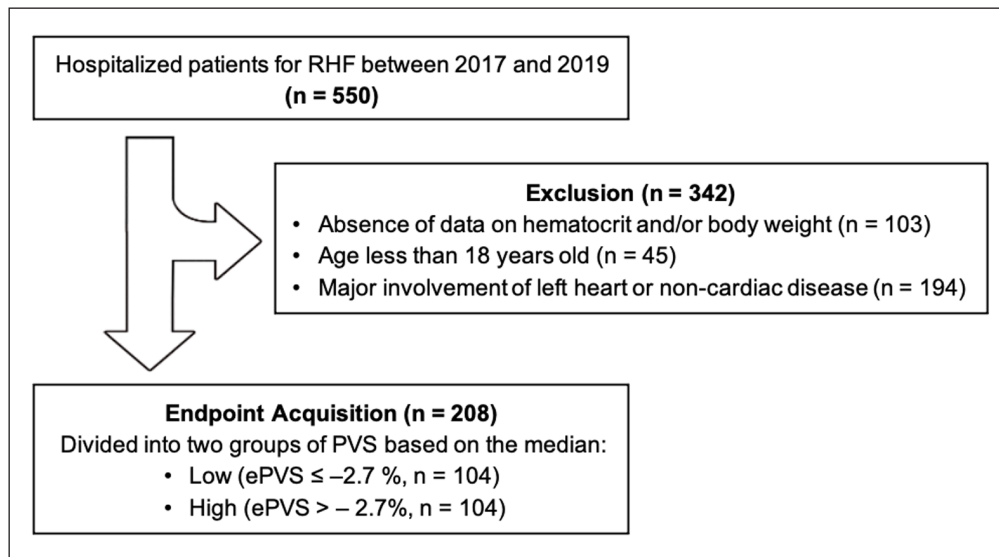 Hospitalized patients for RHF between 2017 and 2019
(n = 550)
Exclusion (n = 342)
• Absence of data on hematocrit and/or body weight (n = 103)
• Age less than 18 years old (n = 45)
• Major involvement of left heart or non-cardiac disease (n = 194)
Endpoint Acquisition (n = 208)
Divided into two groups of PVS based on the median:
• Low (ePVS ≤ –2.7 %, n = 104)
• High (ePVS > – 2.7%, n = 104)